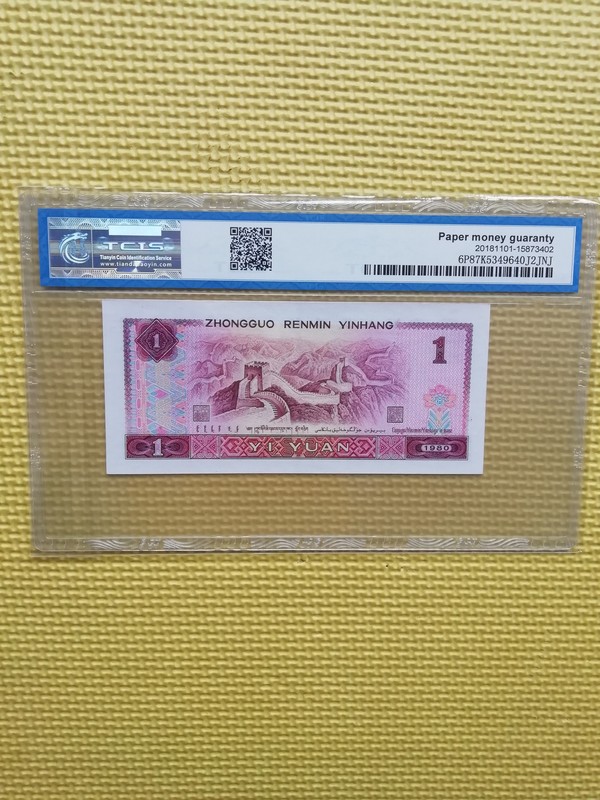 TCIS
Tianyin Coin Identification Service
Paper money guaranty
20181101-15873402
6P87K5349640J2JNJ
ZHONGGUO RENMIN YINHANG
1
1
1
YI YUAN
1980